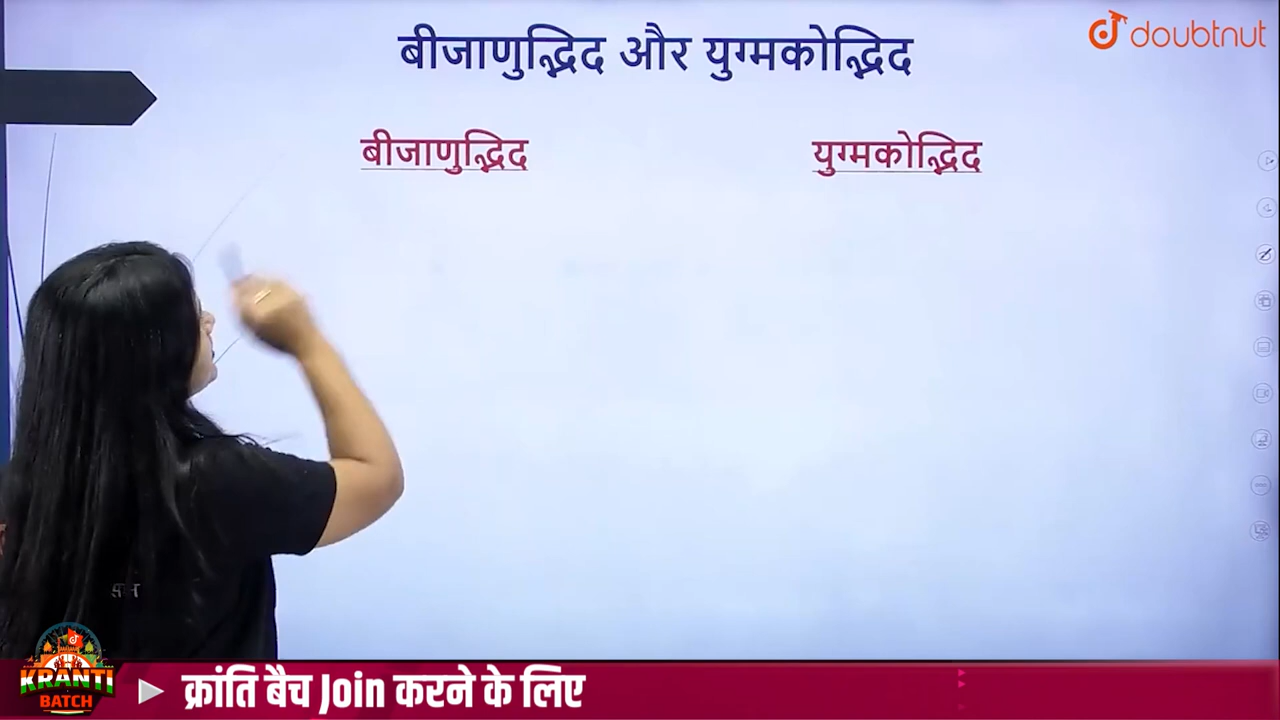 बीजाणुद्भिद और युग्मकोद्भिद
doubtnut
बीजाणुद्भिद
युग्मकोद्भिद
KRANTI
BATCH
क्रांति बैच Join करने के लिए